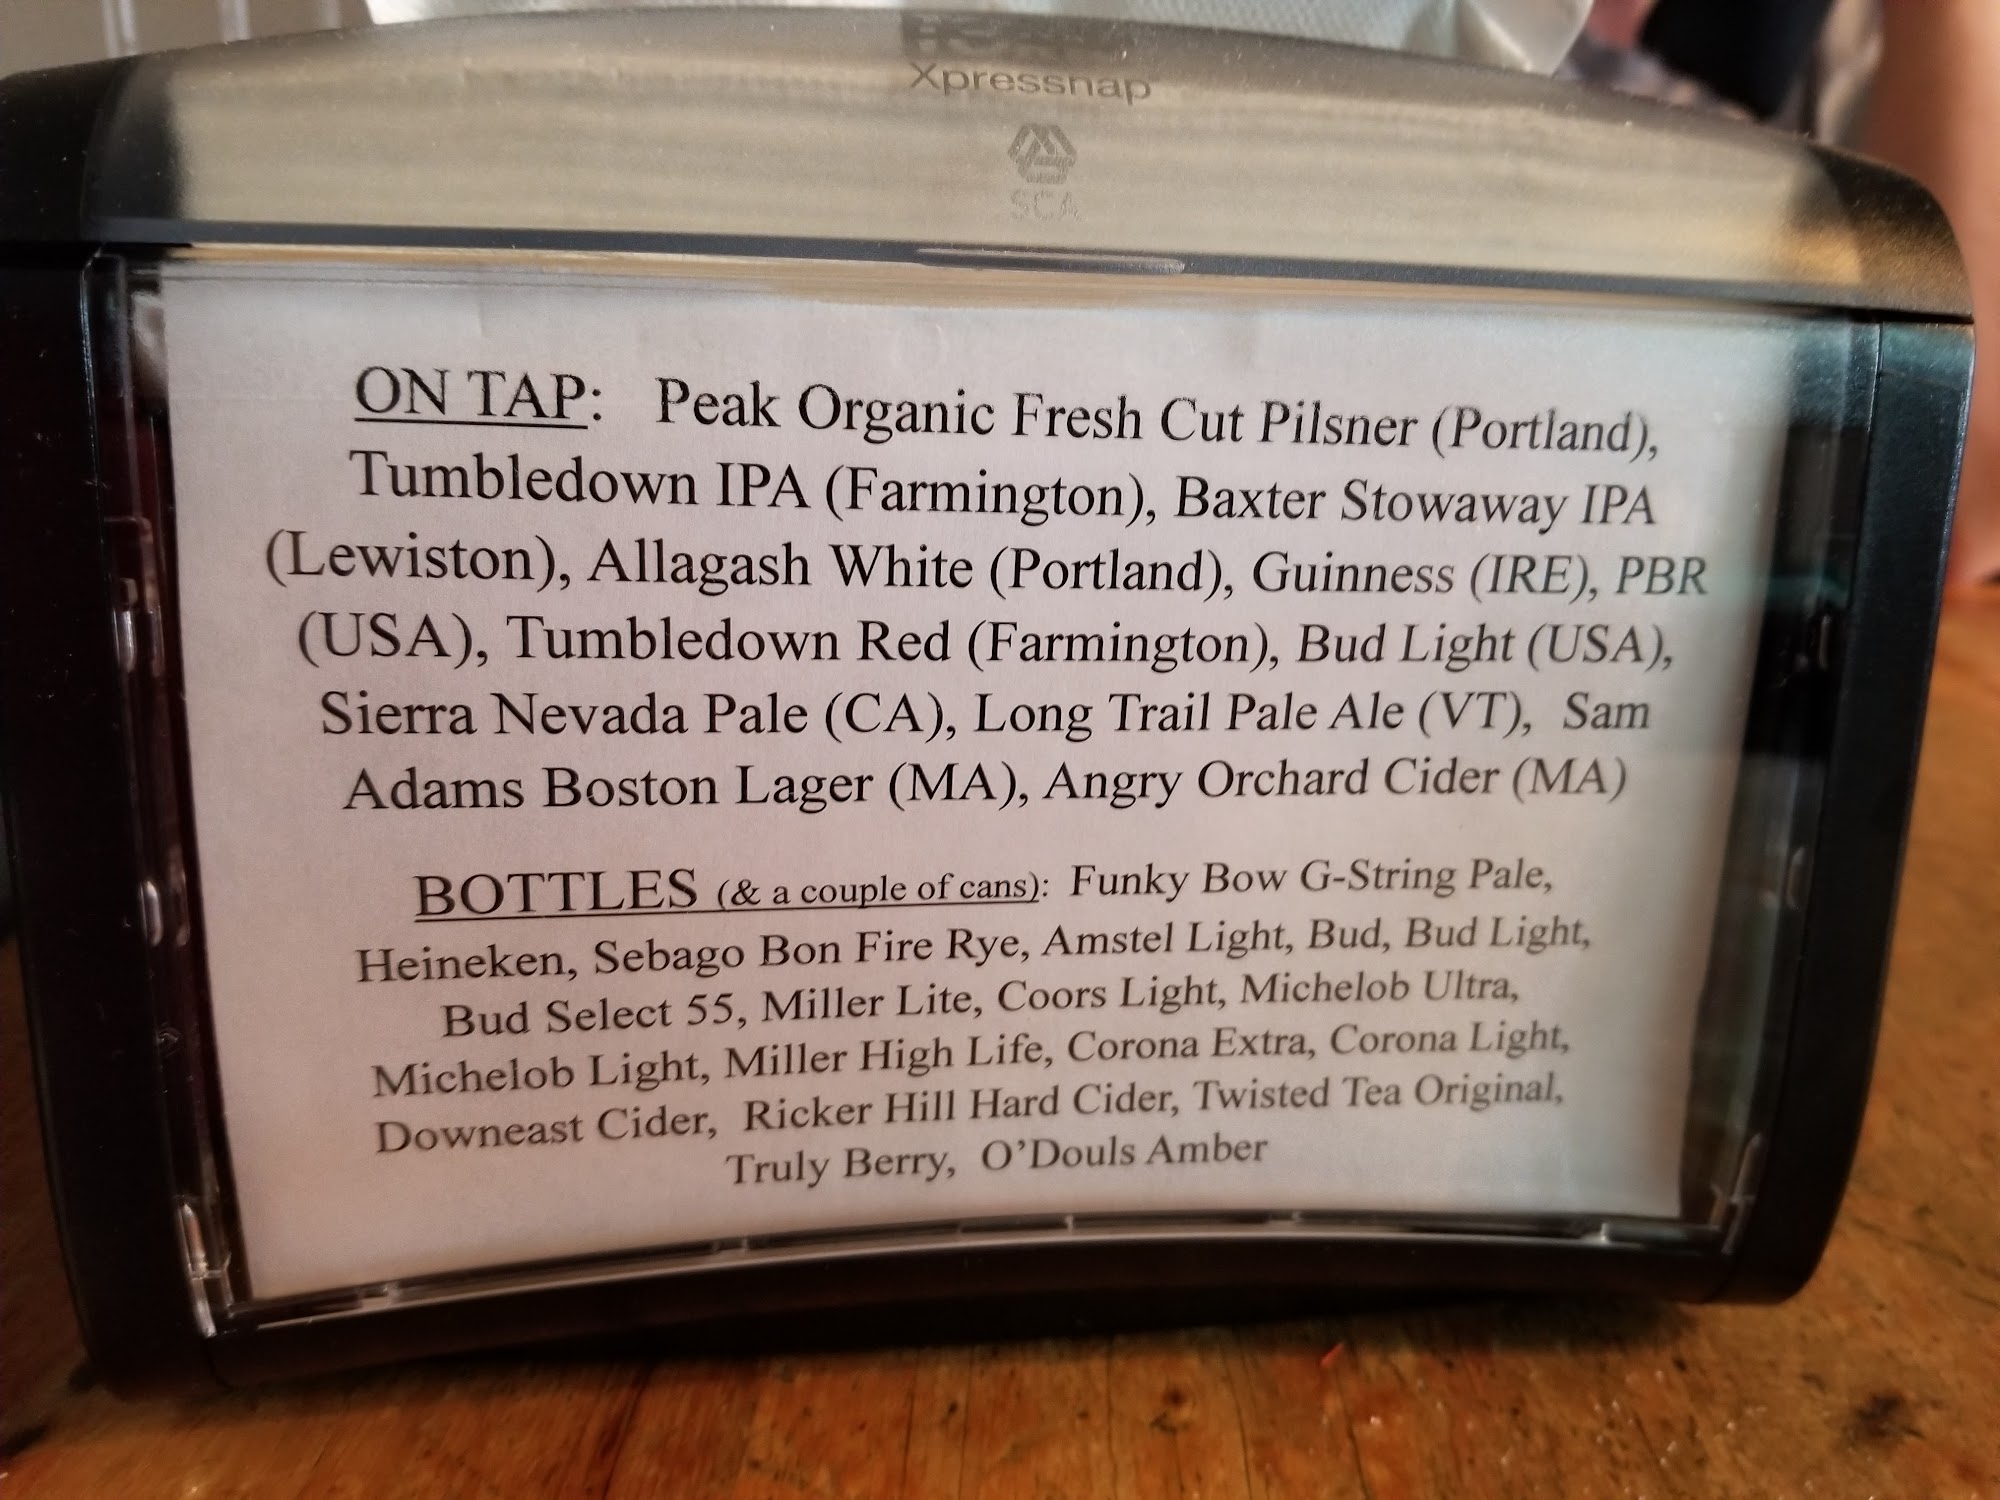 Xpressnap
SCA
ON TAP: Peak Organic Fresh Cut Pilsner (Portland),
Tumbledown IPA (Farmington), Baxter Stowaway IPA
(Lewiston), Allagash White (Portland), Guinness (IRE), PBR
(USA), Tumbledown Red (Farmington), Bud Light (USA),
Sierra Nevada Pale (CA), Long Trail Pale Ale (VT), Sam
Adams Boston Lager (MA), Angry Orchard Cider (MA)
BOTTLES (& a couple of cans): Funky Bow G-String Pale,
Heineken, Sebago Bon Fire Rye, Amstel Light, Bud, Bud Light,
Bud Select 55, Miller Lite, Coors Light, Michelob Ultra,
Michelob Light, Miller High Life, Corona Extra, Corona Light,
Downeast Cider, Ricker Hill Hard Cider, Twisted Tea Original,
Truly Berry, O’Douls Amber